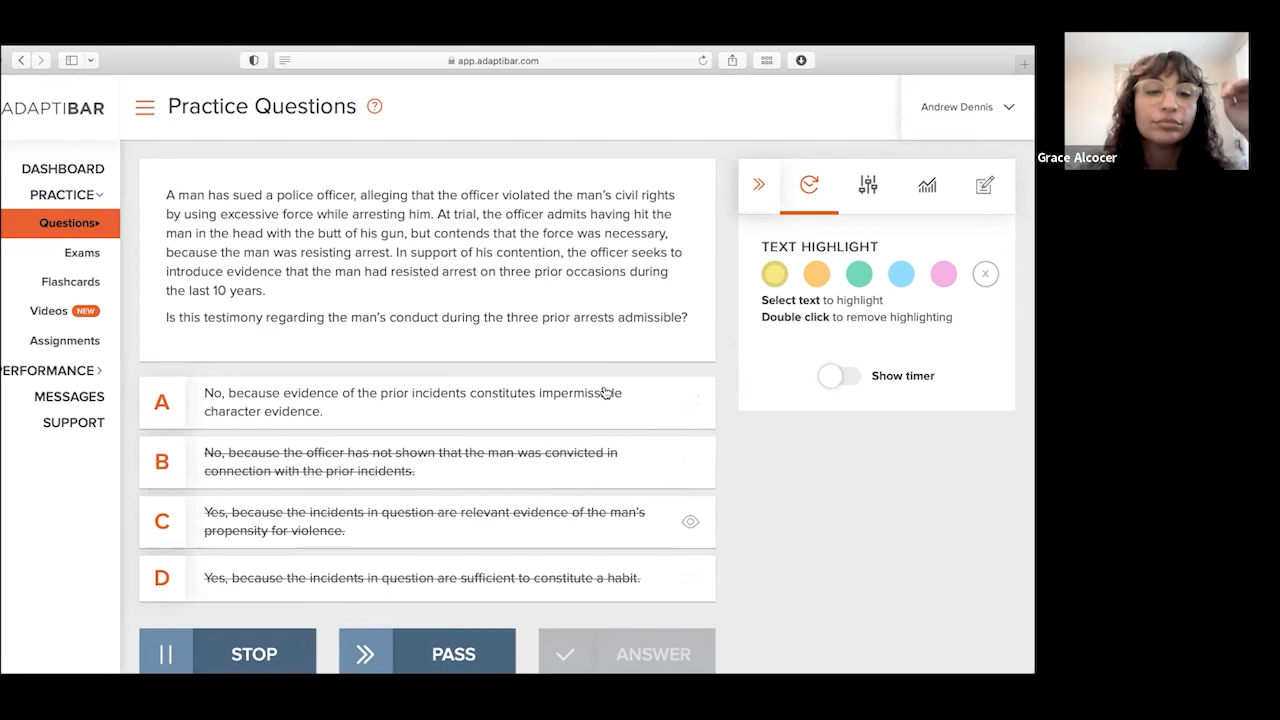 app.adaptibar.com
ADAPTIBAR
Practice Questions ?
Andrew Dennis
DASHBOARD
PRACTICE
Questions
Exams
Flashcards
Videos NEW
Assignments
PERFORMANCE
MESSAGES
SUPPORT
A man has sued a police officer, alleging that the officer violated the man's civil rights
by using excessive force while arresting him. At trial, the officer admits having hit the
man in the head with the butt of his gun, but contends that the force was necessary,
because the man was resisting arrest. In support of his contention, the officer seeks to
introduce evidence that the man had resisted arrest on three prior occasions during
the last 10 years.
Is this testimony regarding the man's conduct during the three prior arrests admissible?
A
No, because evidence of the prior incidents constitutes impermissible
character evidence.
B
No, because the officer has not shown that the man was convicted in
connection with the prior incidents.
C
Yes, because the incidents in question are relevant evidence of the man's
propensity for violence.
D
Yes, because the incidents in question are sufficient to constitute a habit.
STOP
PASS
ANSWER
TEXT HIGHLIGHT
X
Select text to highlight
Double click to remove highlighting
Show timer
Grace Alcocer